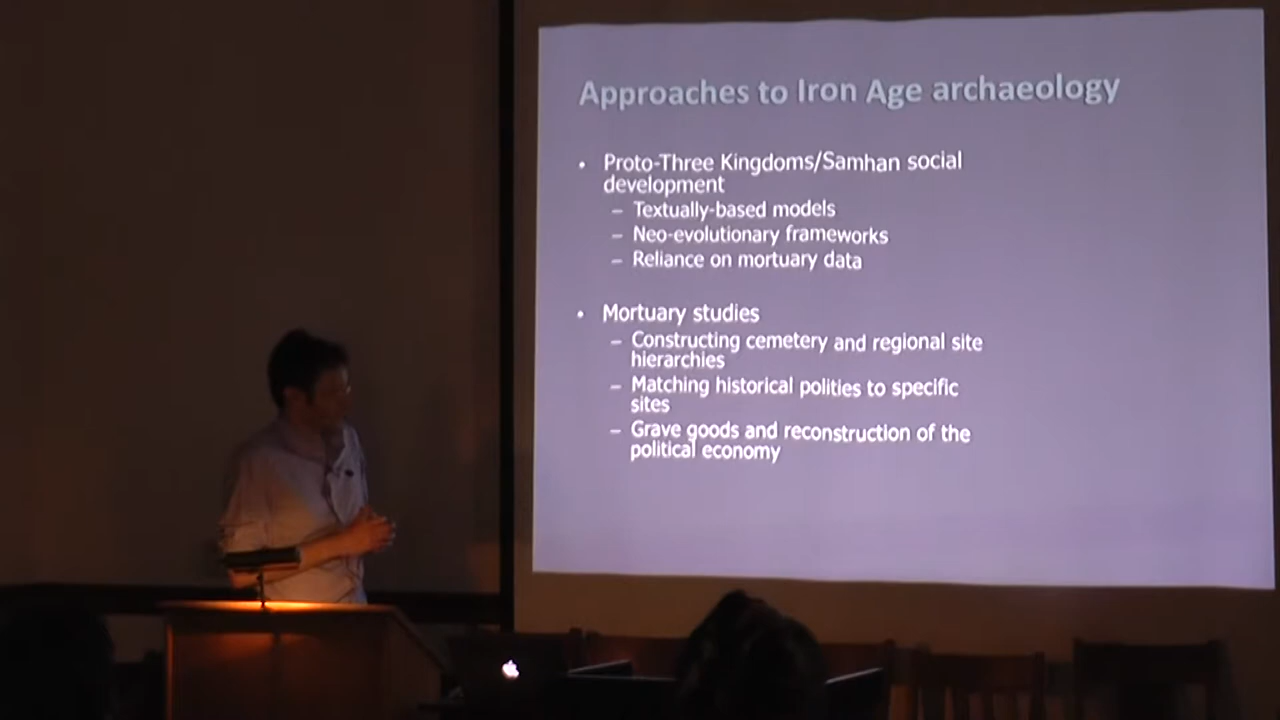 Approaches to Iron Age archaeology
• Proto-Three Kingdoms/Samhan social
development
– Textually-based models
– Neo-evolutionary frameworks
– Reliance on mortuary data
• Mortuary studies
– Constructing cemetery and regional site
hierarchies
– Matching historical polities to specific
sites
– Grave goods and reconstruction of the
political economy